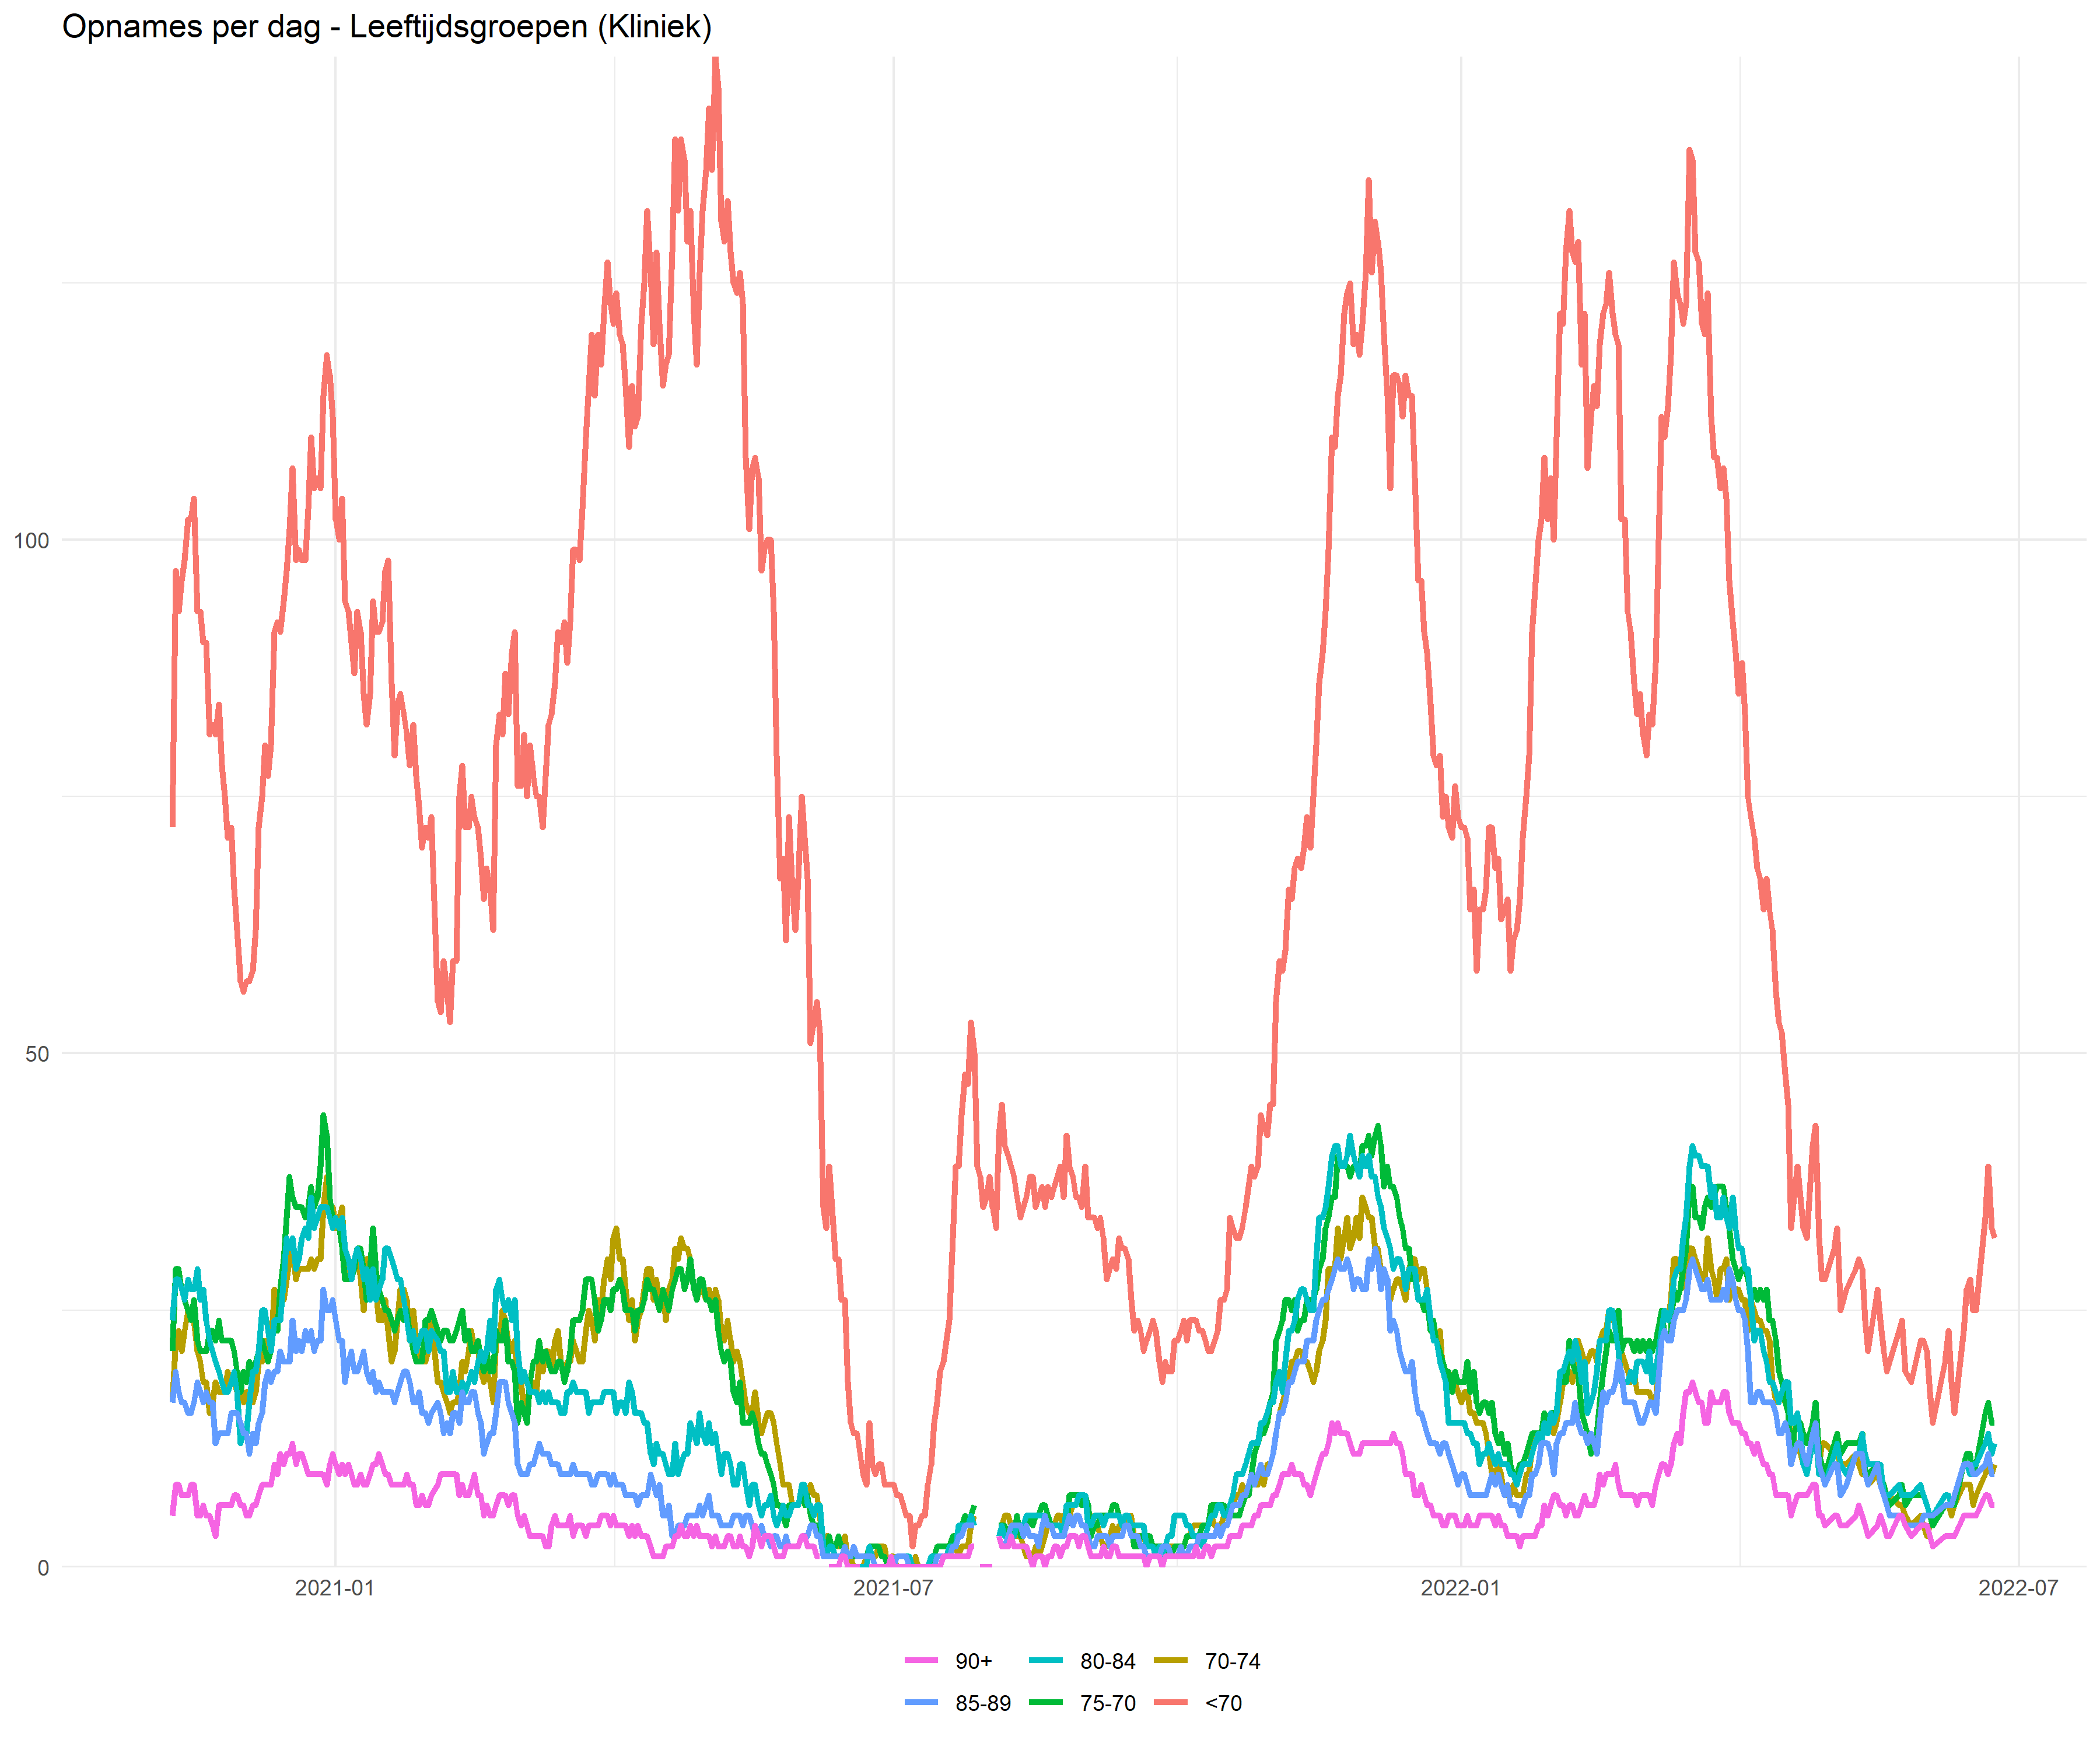 Opnames per dag - Leeftijdsgroepen (Kliniek)
100
50
0
2021-01 2021-07 2022-01 2022-07
90+ 80-84 70-74
85-89 75-70 <70